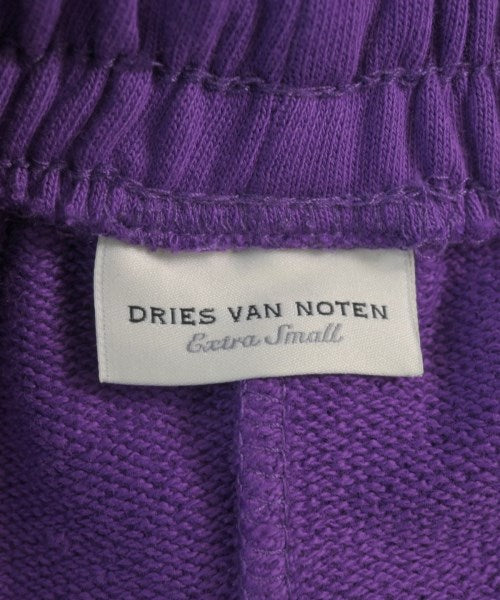 DRIES VAN NOTEN
Extra Small